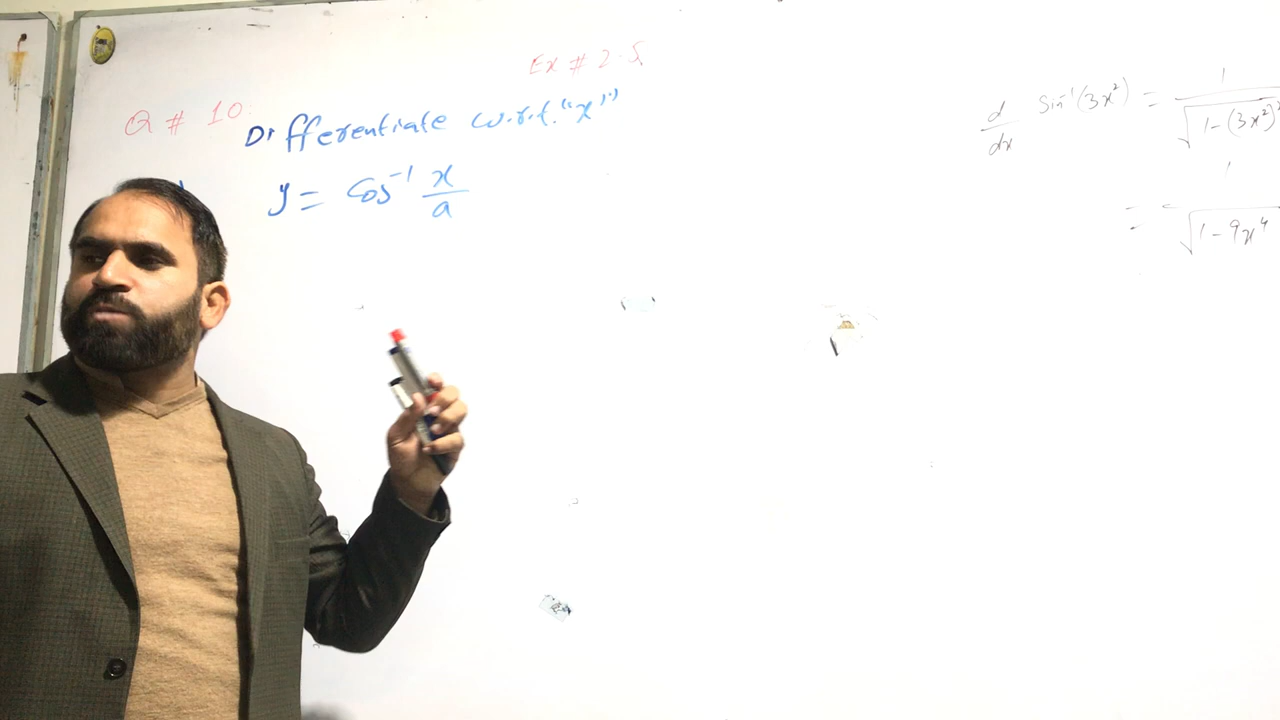 Ex # 2.5
Q # 10:
Differentiate w.r.t. "x"
y = Cos⁻¹ x/a
d/dx Sin⁻¹(3x²) = 1/√(1-(3x²)²
= 1/√(1-9x⁴